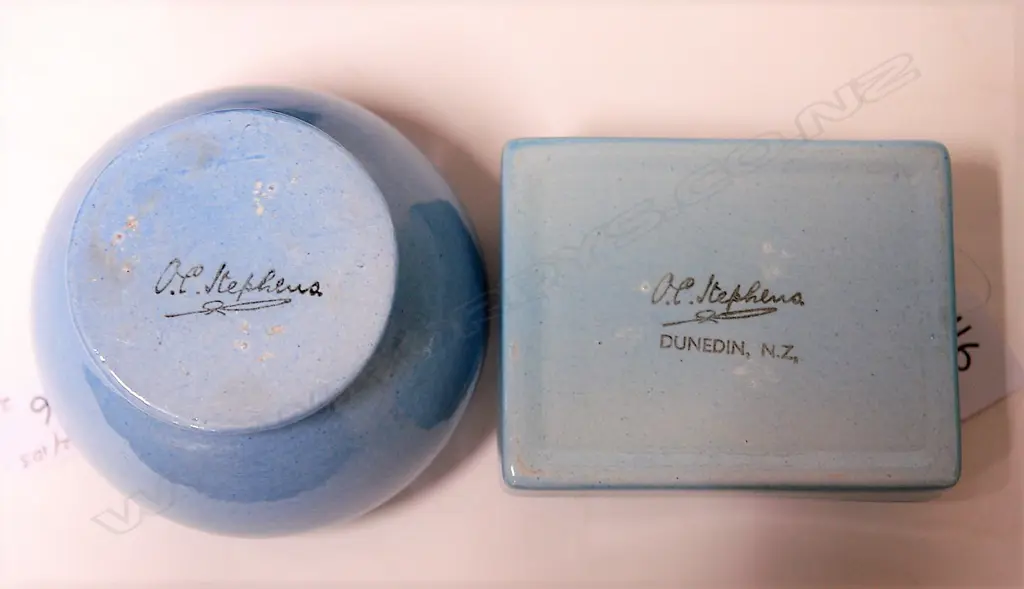 O.C. Stephens
O.C. Stephens
DUNEDIN, N.Z.